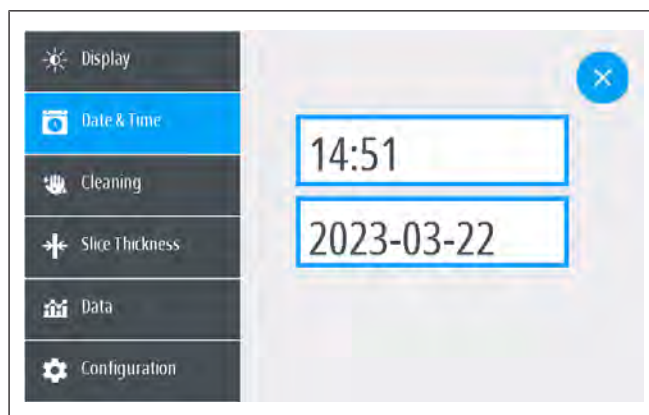 Display
Date & Time
Cleaning
Slice Thickness
Data
Configuration
14:51
2023-03-22